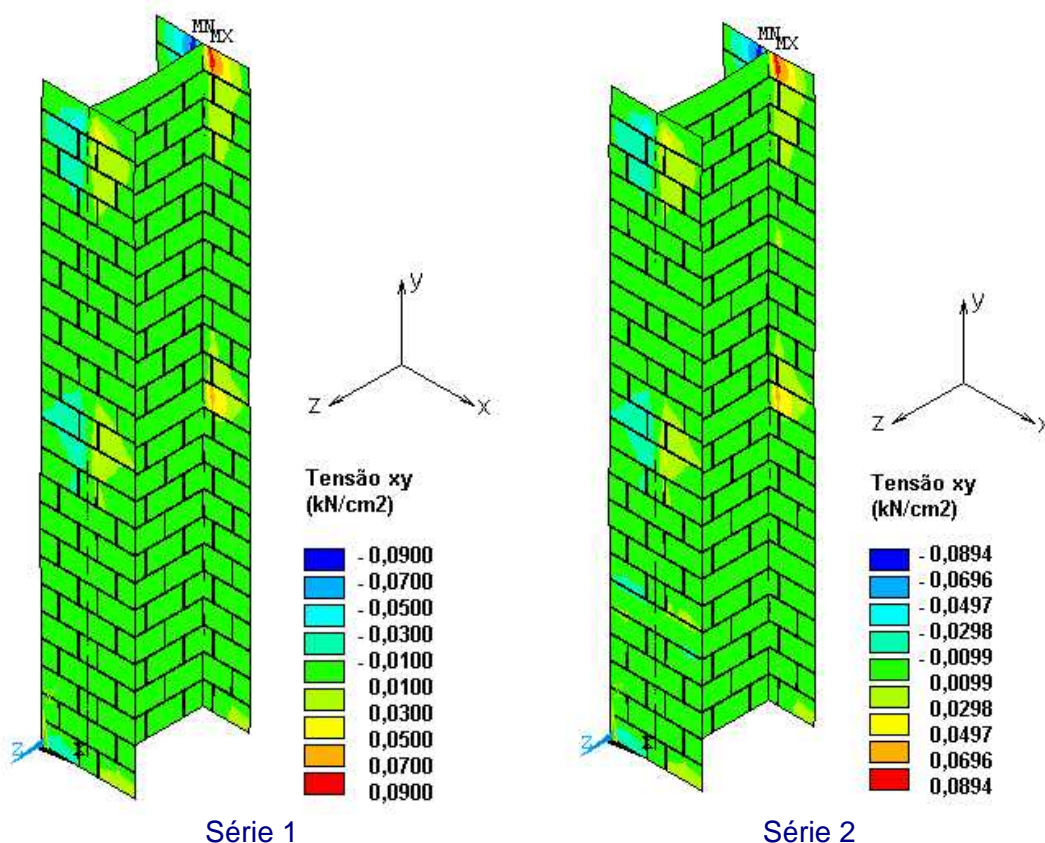 MN
MX
y
z
x
Tensão xy
(kN/cm2)
- 0,0900
- 0,0700
- 0,0500
- 0,0300
- 0,0100
0,0100
0,0300
0,0500
0,0700
0,0900
Z
Série 1
MN
MX
y
z
x
Tensão xy
(kN/cm2)
- 0,0894
- 0,0696
- 0,0497
- 0,0298
- 0,0099
0,0099
0,0298
0,0497
0,0696
0,0894
Z
Série 2